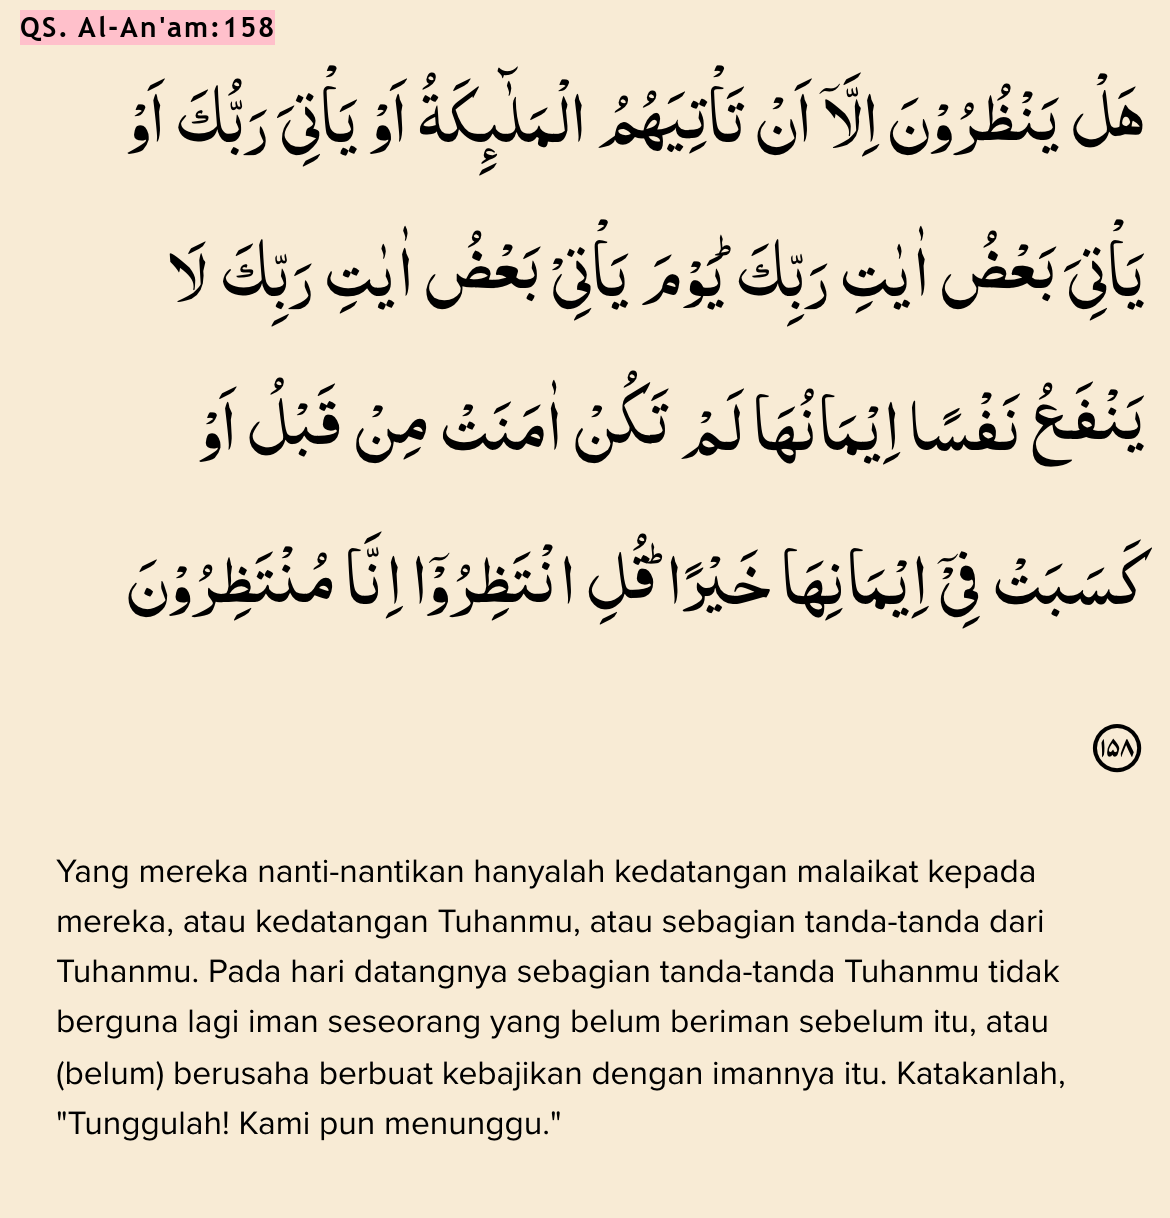 QS. Al-An'am:158
هَلْ يَنْظُرُوْنَ اِلَّآ اَنْ تَأْتِيَهُمُ الْمَلٰۤىِٕكَةُ اَوْ يَأْتِيَ رَبُّكَ اَوْ
يَأْتِيَ بَعْضُ اٰيٰتِ رَبِّكَ ۗيَوْمَ يَأْتِيْ بَعْضُ اٰيٰتِ رَبِّكَ لَا
يَنْفَعُ نَفْسًا اِيْمَانُهَا لَمْ تَكُنْ اٰمَنَتْ مِنْ قَبْلُ اَوْ
كَسَبَتْ فِيْٓ اِيْمَانِهَا خَيْرًاۗ قُلِ انْتَظِرُوْٓا اِنَّا مُنْتَظِرُوْنَ
١٥٨
Yang mereka nanti-nantikan hanyalah kedatangan malaikat kepada
mereka, atau kedatangan Tuhanmu, atau sebagian tanda-tanda dari
Tuhanmu. Pada hari datangnya sebagian tanda-tanda Tuhanmu tidak
berguna lagi iman seseorang yang belum beriman sebelum itu, atau
(belum) berusaha berbuat kebajikan dengan imannya itu. Katakanlah,
"Tunggulah! Kami pun menunggu."